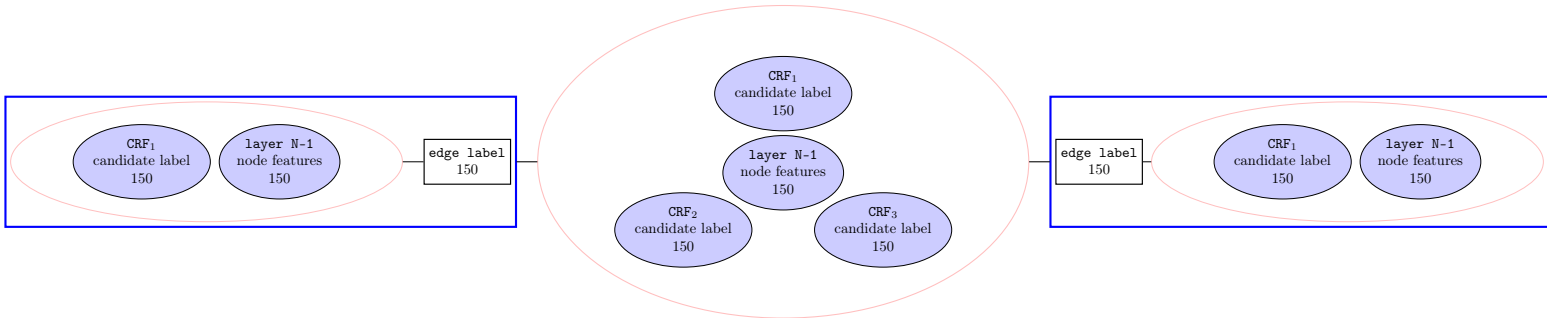 CRF₁
candidate label
150
layer N-1
node features
150
edge label
150
CRF₁
candidate label
150
layer N-1
node features
150
CRF₂
candidate label
150
CRF₃
candidate label
150
edge label
150
CRF₁
candidate label
150
layer N-1
node features
150